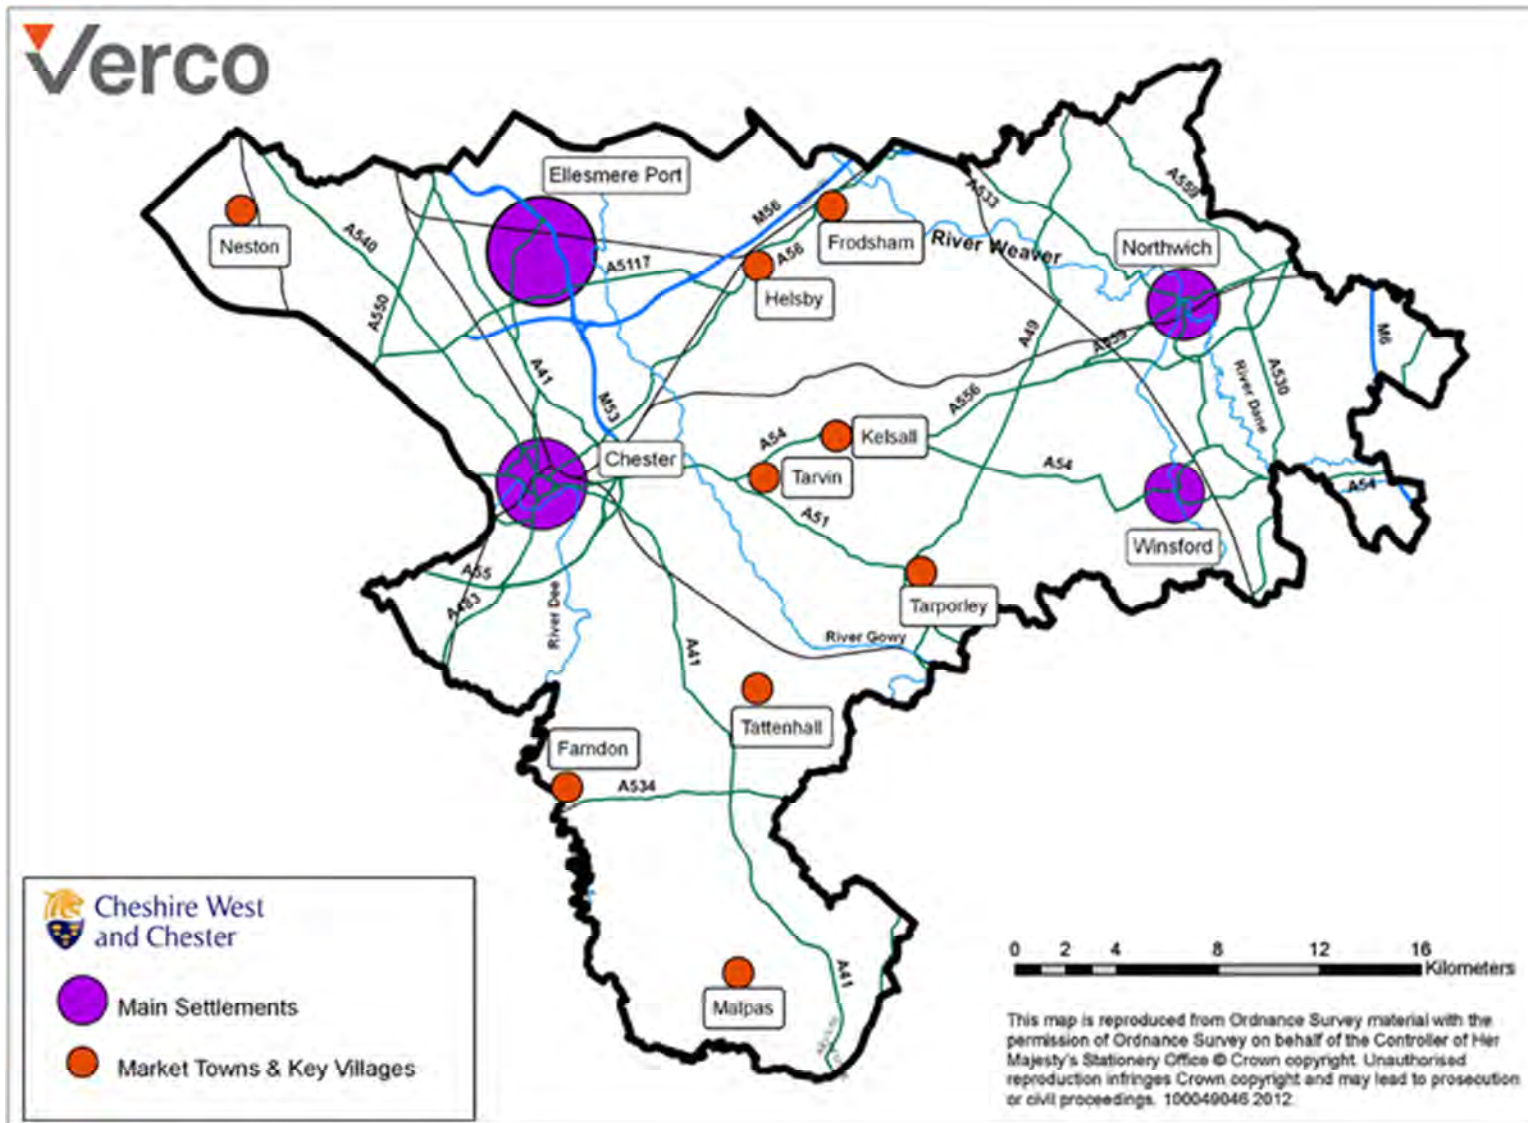 Verco
Ellesmere Port
Neston
A540
A550
A5117
M56
A56
Frodsham
Helsby
River Weaver
A533
A559
Northwich
A49
A559
A556
A530
M6
River Dane
A41
M53
Chester
A54
Kelsall
Tarvin
A51
A54
A54
Winsford
Tarporley
A55
A483
River Dee
A41
River Gowy
Tattenhall
Farndon
A534
Malpas
A41
Cheshire West
and Chester
Main Settlements
Market Towns & Key Villages
0 2 4 8 12 16
Kilometers
This map is reproduced from Ordnance Survey material with the
permission of Ordnance Survey on behalf of the Controller of Her
Majesty's Stationery Office © Crown copyright. Unauthorised
reproduction infringes Crown copyright and may lead to prosecution
or civil proceedings. 100049046 2012.